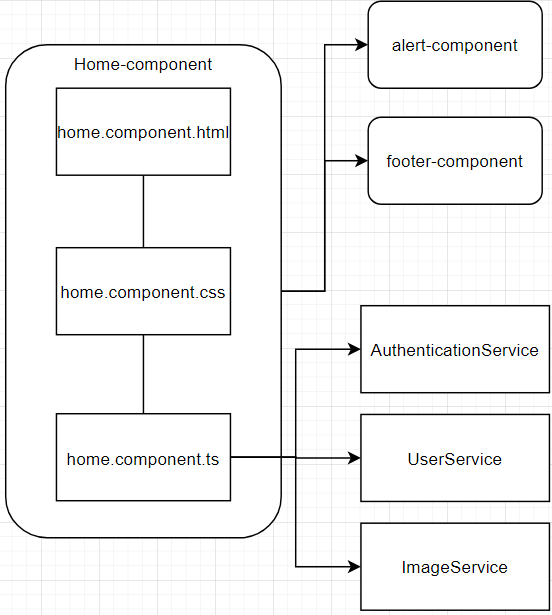 Home-component
home.component.html
home.component.css
home.component.ts
alert-component
footer-component
AuthenticationService
UserService
ImageService